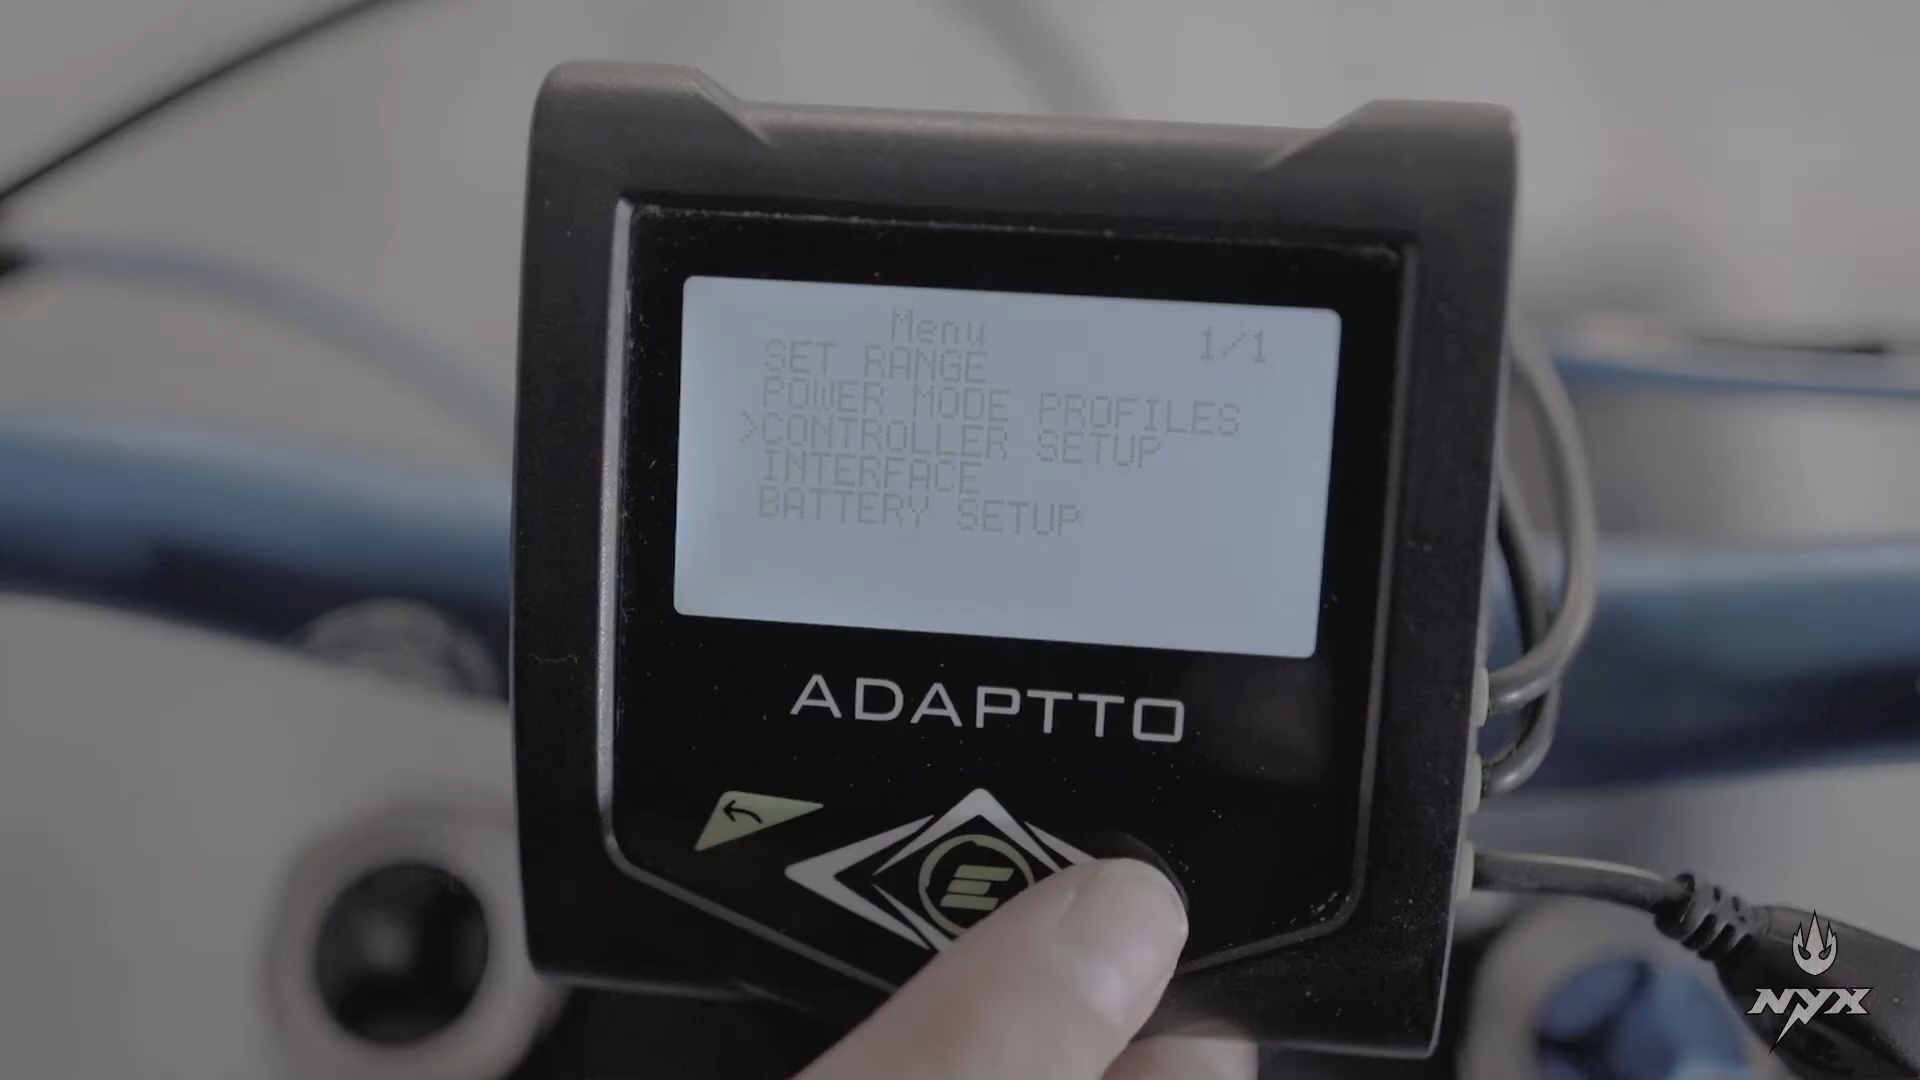 Menu 1/1
SET RANGE
POWER MODE PROFILES
>CONTROLLER SETUP
INTERFACE
BATTERY SETUP
ADAPTTO
E
NYX